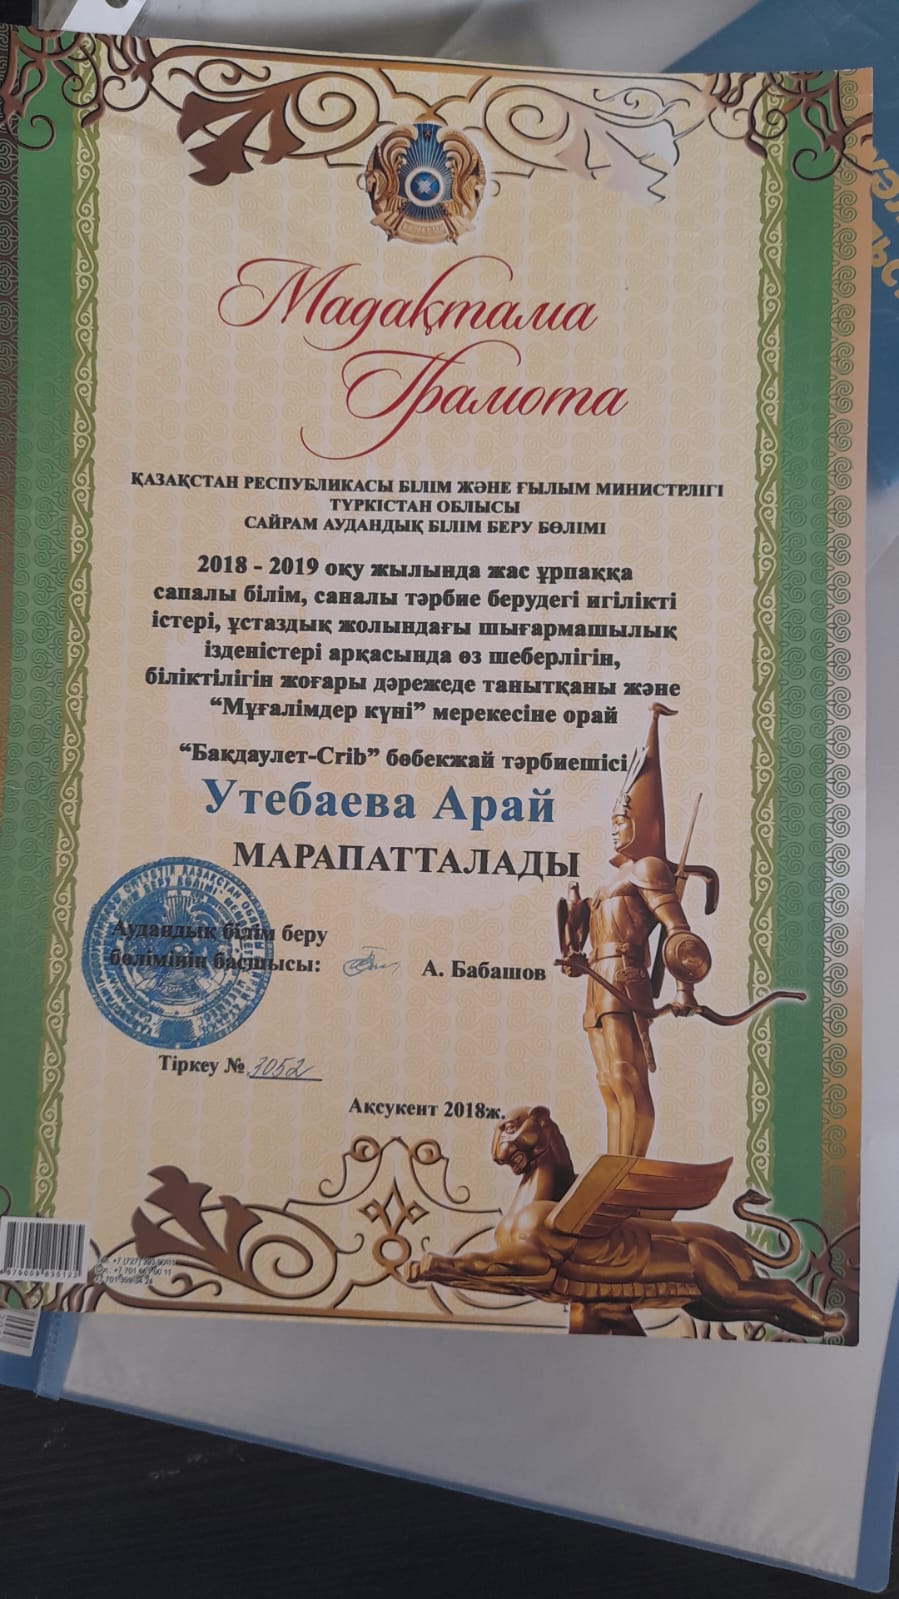 Мадақтама
Грамота
ҚАЗАҚСТАН РЕСПУБЛИКАСЫ БІЛІМ ЖӘНЕ ҒЫЛЫМ МИНИСТРЛІГІ
ТҮРКІСТАН ОБЛЫСЫ
САЙРАМ АУДАНДЫҚ БІЛІМ БЕРУ БӨЛІМІ
2018 - 2019 оқу жылында жас ұрпаққа
сапалы білім, саналы тәрбие берудегі игілікті
істері, ұстаздық жолындағы шығармашылық
ізденістері арқасында өз шеберлігін,
біліктілігін жоғары дәрежеде танытқаны және
“Мұғалімдер күні” мерекесіне орай
“Бақдаулет-Crib” бөбекжай тәрбиешісі
Утебаева Арай
МАРАПАТТАЛАДЫ
Аудандық білім беру
бөлімінің басшысы: А. Бабашов
Тіркеу № 3052
Ақсукент 2018ж.